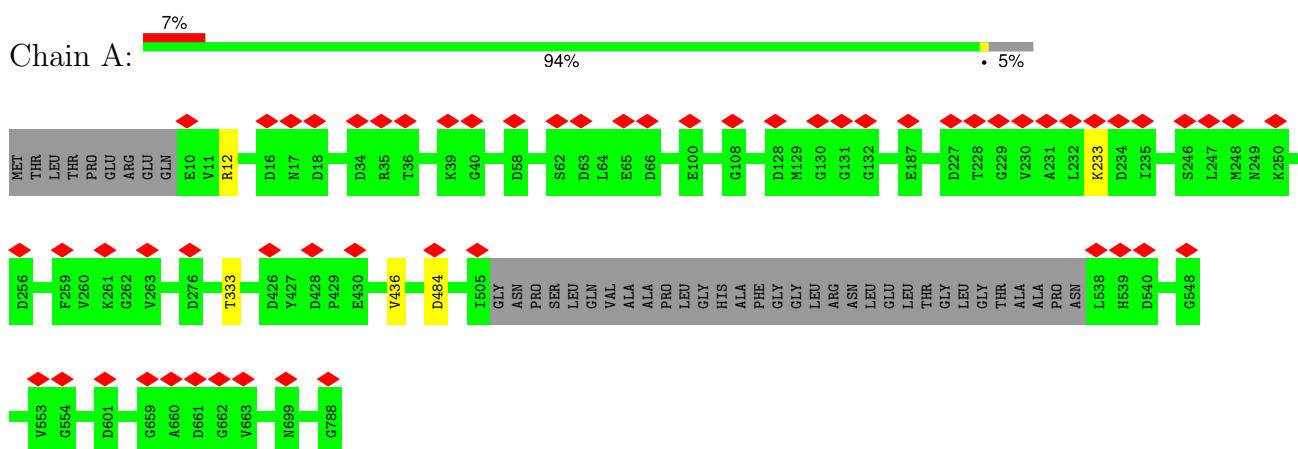 7%
Chain A:
94% • 5%
MET THR LEU THR PRO GLU ARG GLU GLN E10 V11 R12 D16 N17 D18 D34 R35 T36 K39 G40 D58 S62 D63 L64 E65 D66 E100 G108 D128 M129 G130 G131 G132 E187 D227 T228 G229 V230 A231 L232 K233 D234 I235 S246 L247 M248 N249 K250
D256 F259 V260 K261 G262 V263 D276 T333 D426 Y427 D428 P429 E430 V436 D484 I505 GLY ASN PRO SER LEU GLN VAL ALA ALA PRO LEU GLY HIS ALA PHE GLY GLY LEU ARG ASN LEU GLU LEU THR GLY LEU GLY THR ALA ALA PRO ASN L538 H539 D540 G548
V553 G554 D601 G659 A660 D661 G662 V663 N699 G788